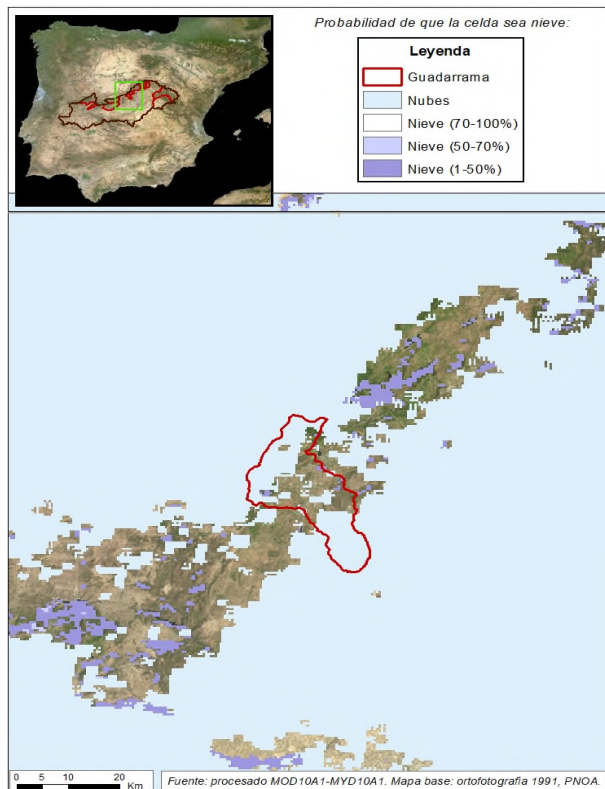 Probabilidad de que la celda sea nieve:
Leyenda
Guadarrama
Nubes
Nieve (70-100%)
Nieve (50-70%)
Nieve (1-50%)
0 5 10 20
Km
Fuente: procesado MOD10A1-MYD10A1. Mapa base: ortofotografía 1991, PNOA.